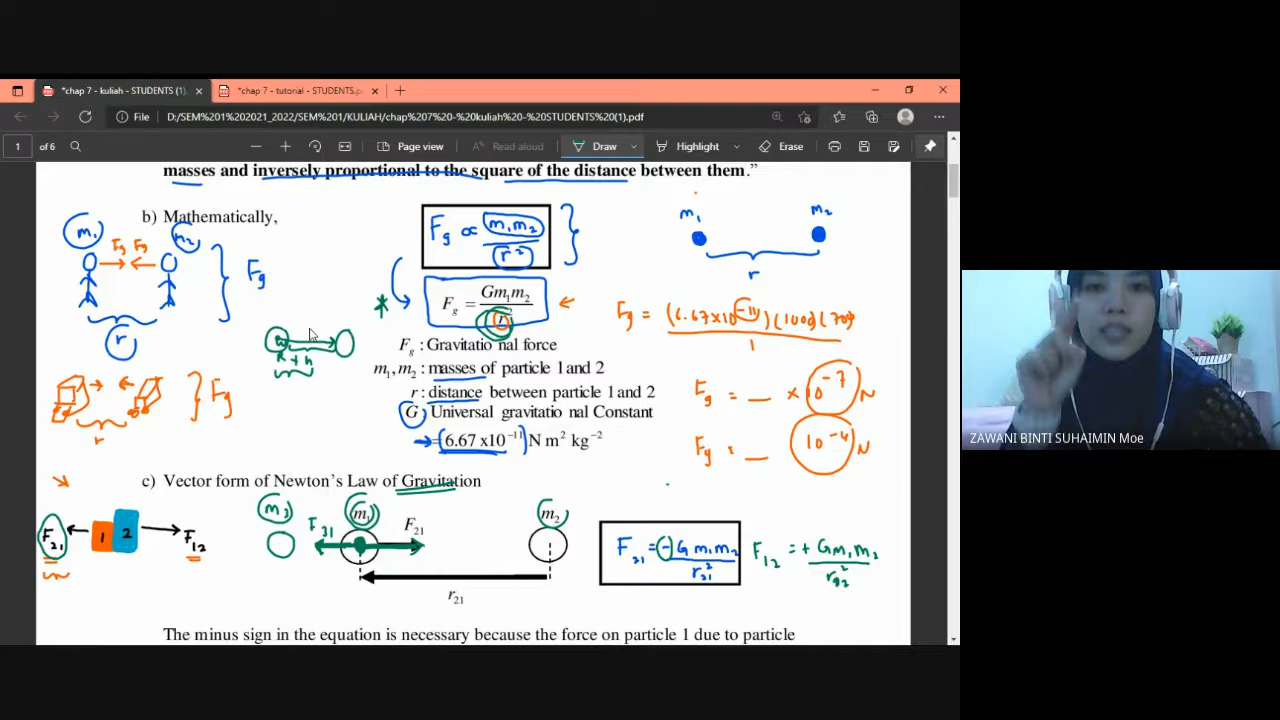 *chap 7 - kuliah - STUDENTS (1).
*chap 7 - tutorial - STUDENTS.p
File D:/SEM%201%202021_2022/SEM%201/KULIAH/chap%207%20-%20kuliah%20-%20STUDENTS%20(1).pdf
1 of 6 Page view Read aloud Draw Highlight Erase
masses and inversely proportional to the square of the distance between them."
b) Mathematically,
m₁ m₂
Fg Fg
r
Fg
Fg ∝ m₁m₂ / r²
m₁ m₂
r
* Fg = Gm₁m₂ / r²
Fg = (6.67×10⁻¹¹)(100)(70) / 1
Fg : Gravitatio nal force
m₁, m₂ : masses of particle 1 and 2
r : distance between particle 1 and 2
G : Universal gravitatio nal Constant
= 6.67 x10⁻¹¹ N m² kg⁻²
r
Fg
Fg = _ × 10⁻⁷ N
Fg = _ 10⁻⁴ N
ZAWANI BINTI SUHAIMIN Moe
c) Vector form of Newton's Law of Gravitation
F₂₁ 1 2 F₁₂
m₃ F₃₁ m₁ F₂₁ m₂
r₂₁
F₂₁ = - G m₁m₂ / r₂₁²
F₁₂ = + G m₁m₂
The minus sign in the equation is necessary because the force on particle 1 due to particle